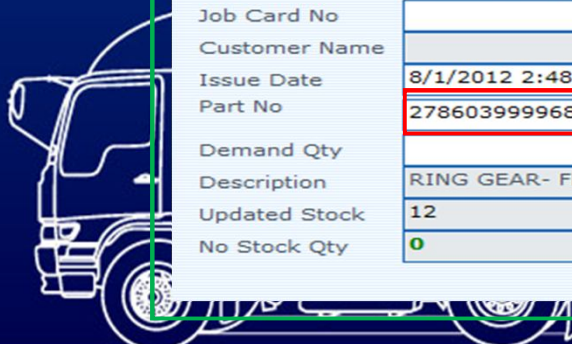 Job Card No
Customer Name
Issue Date 8/1/2012 2:48
Part No 278603999968
Demand Qty
Description RING GEAR- F
Updated Stock 12
No Stock Qty 0